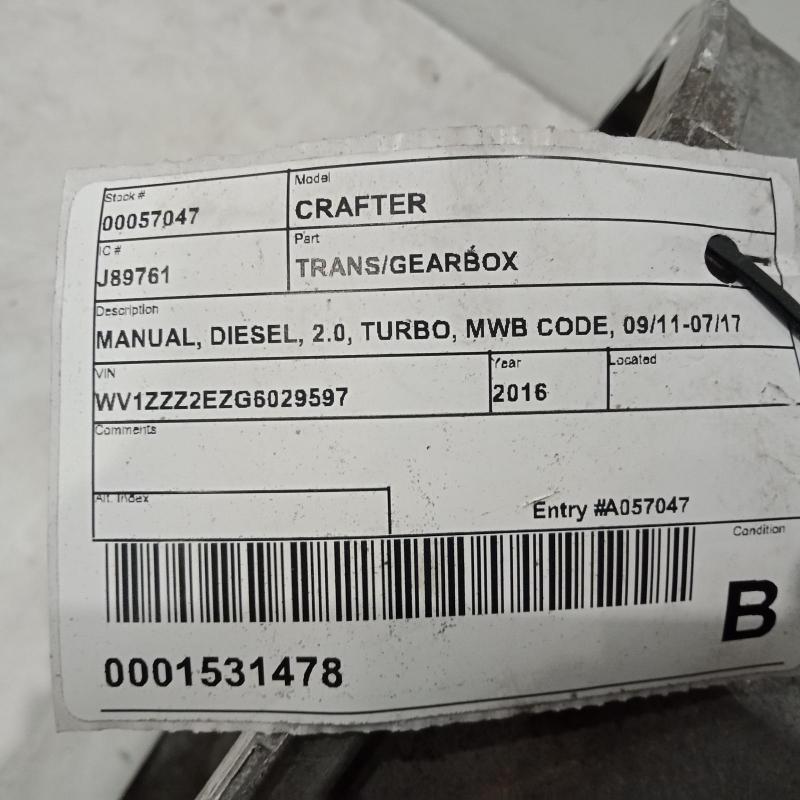 Stock #
00057047
Model
CRAFTER
IC #
J89761
Part
TRANS/GEARBOX
Description
MANUAL, DIESEL, 2.0, TURBO, MWB CODE, 09/11-07/17
VIN
WV1ZZZ2EZG6029597
Year
2016
Located
Comments
Alt. Index
Entry #A057047
Condition
B
0001531478